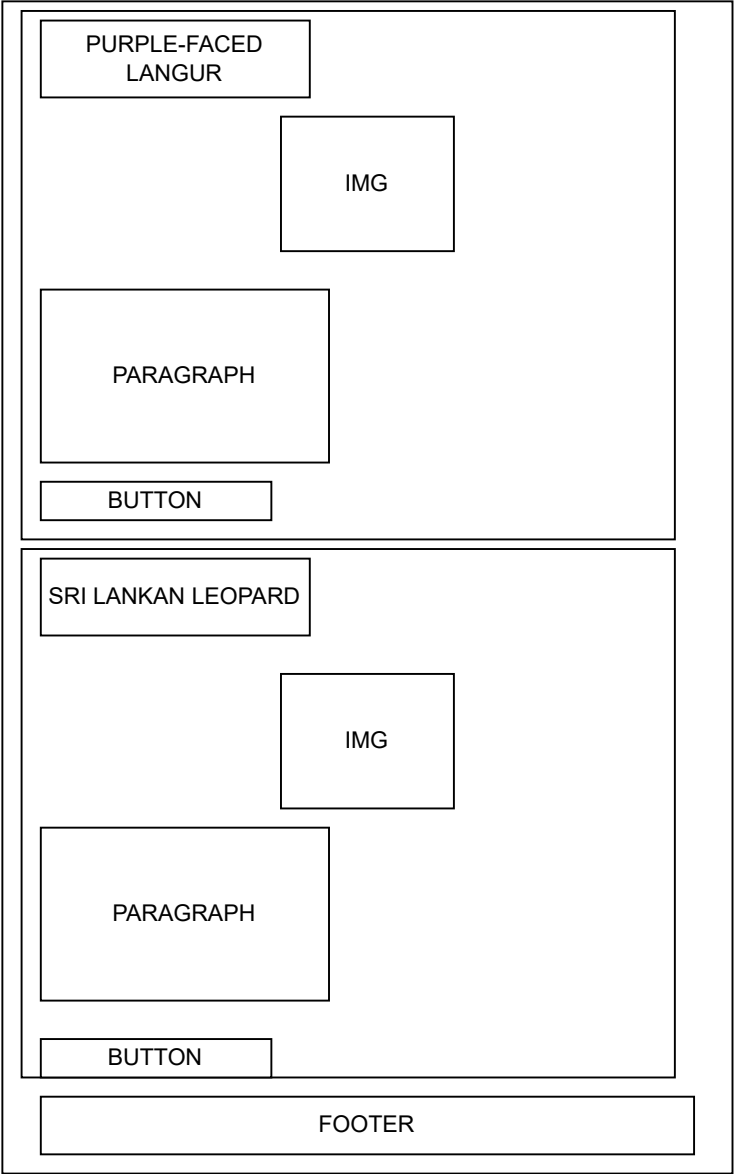 PURPLE-FACED
LANGUR
IMG
PARAGRAPH
BUTTON
SRI LANKAN LEOPARD
IMG
PARAGRAPH
BUTTON
FOOTER